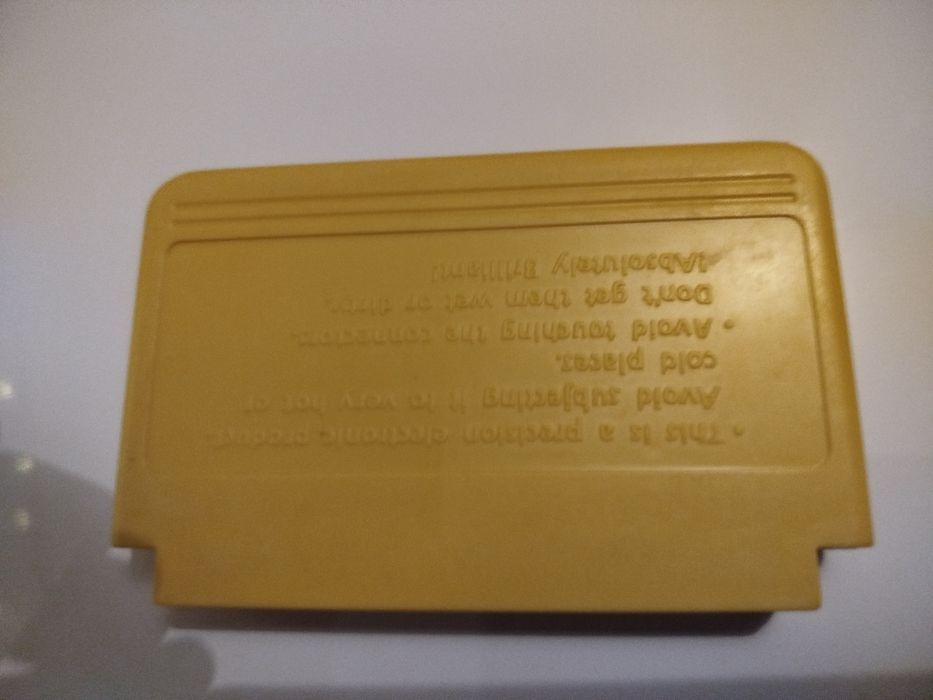 • This is a precision electronic product.
Avoid subjecting it to very hot or
cold places.
• Avoid touching the connectors.
Don't get them wet or dirty.
!Absolutely Brilliant!